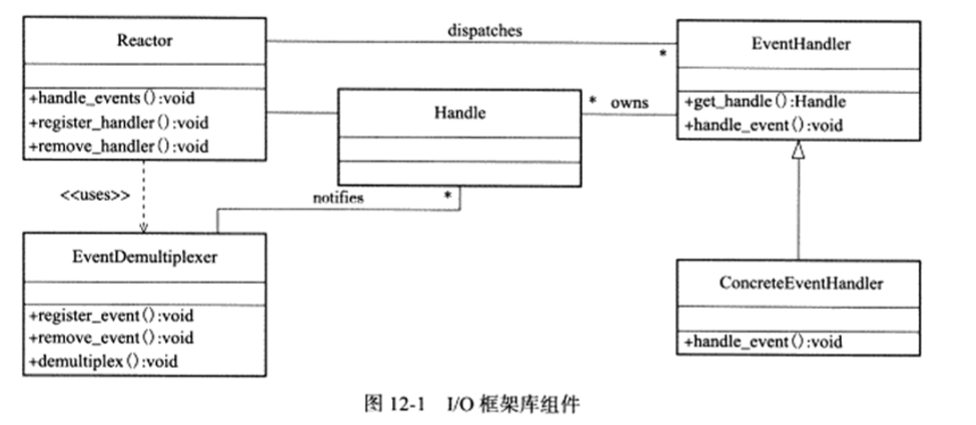 Reactor
+handle_events():void
+register_handler():void
+remove_handler():void
dispatches
*
EventHandler
+get_handle():Handle
+handle_event():void
Handle
* owns
<<uses>>
notifies
*
EventDemultiplexer
+register_event():void
+remove_event():void
+demultiplex():void
ConcreteEventHandler
+handle_event():void
图 12-1 I/O 框架库组件